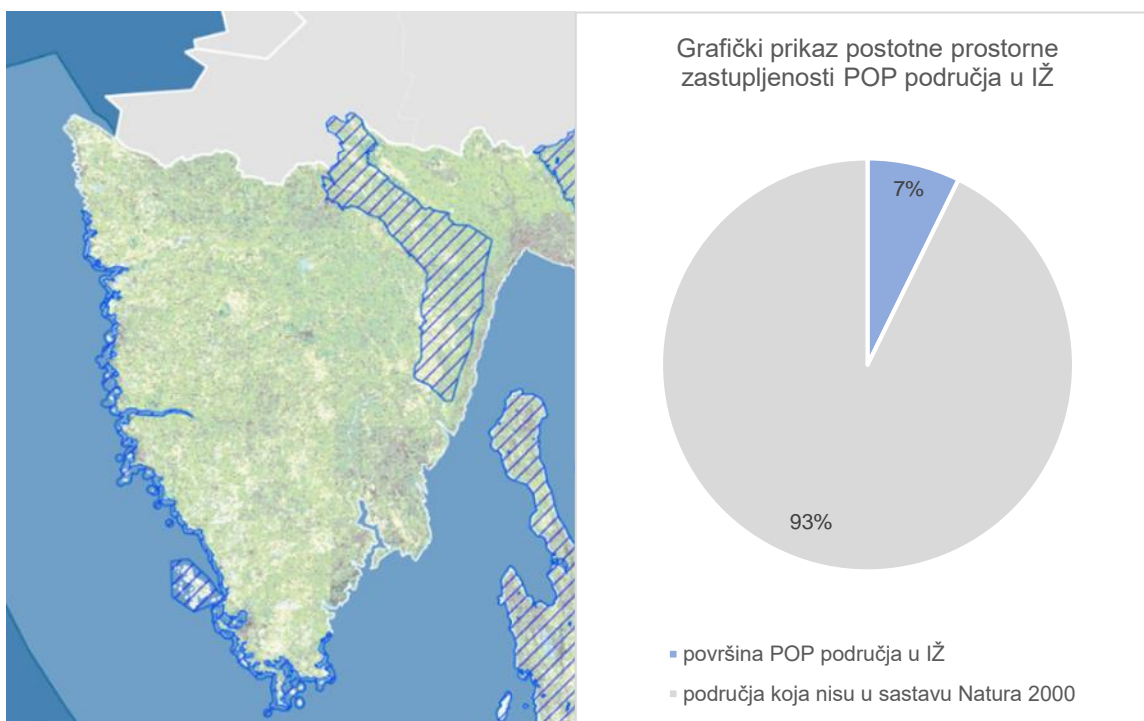 Grafički prikaz postotne prostorne
zastupljenosti POP područja u IŽ
7%
93%
površina POP područja u IŽ
područja koja nisu u sastavu Natura 2000